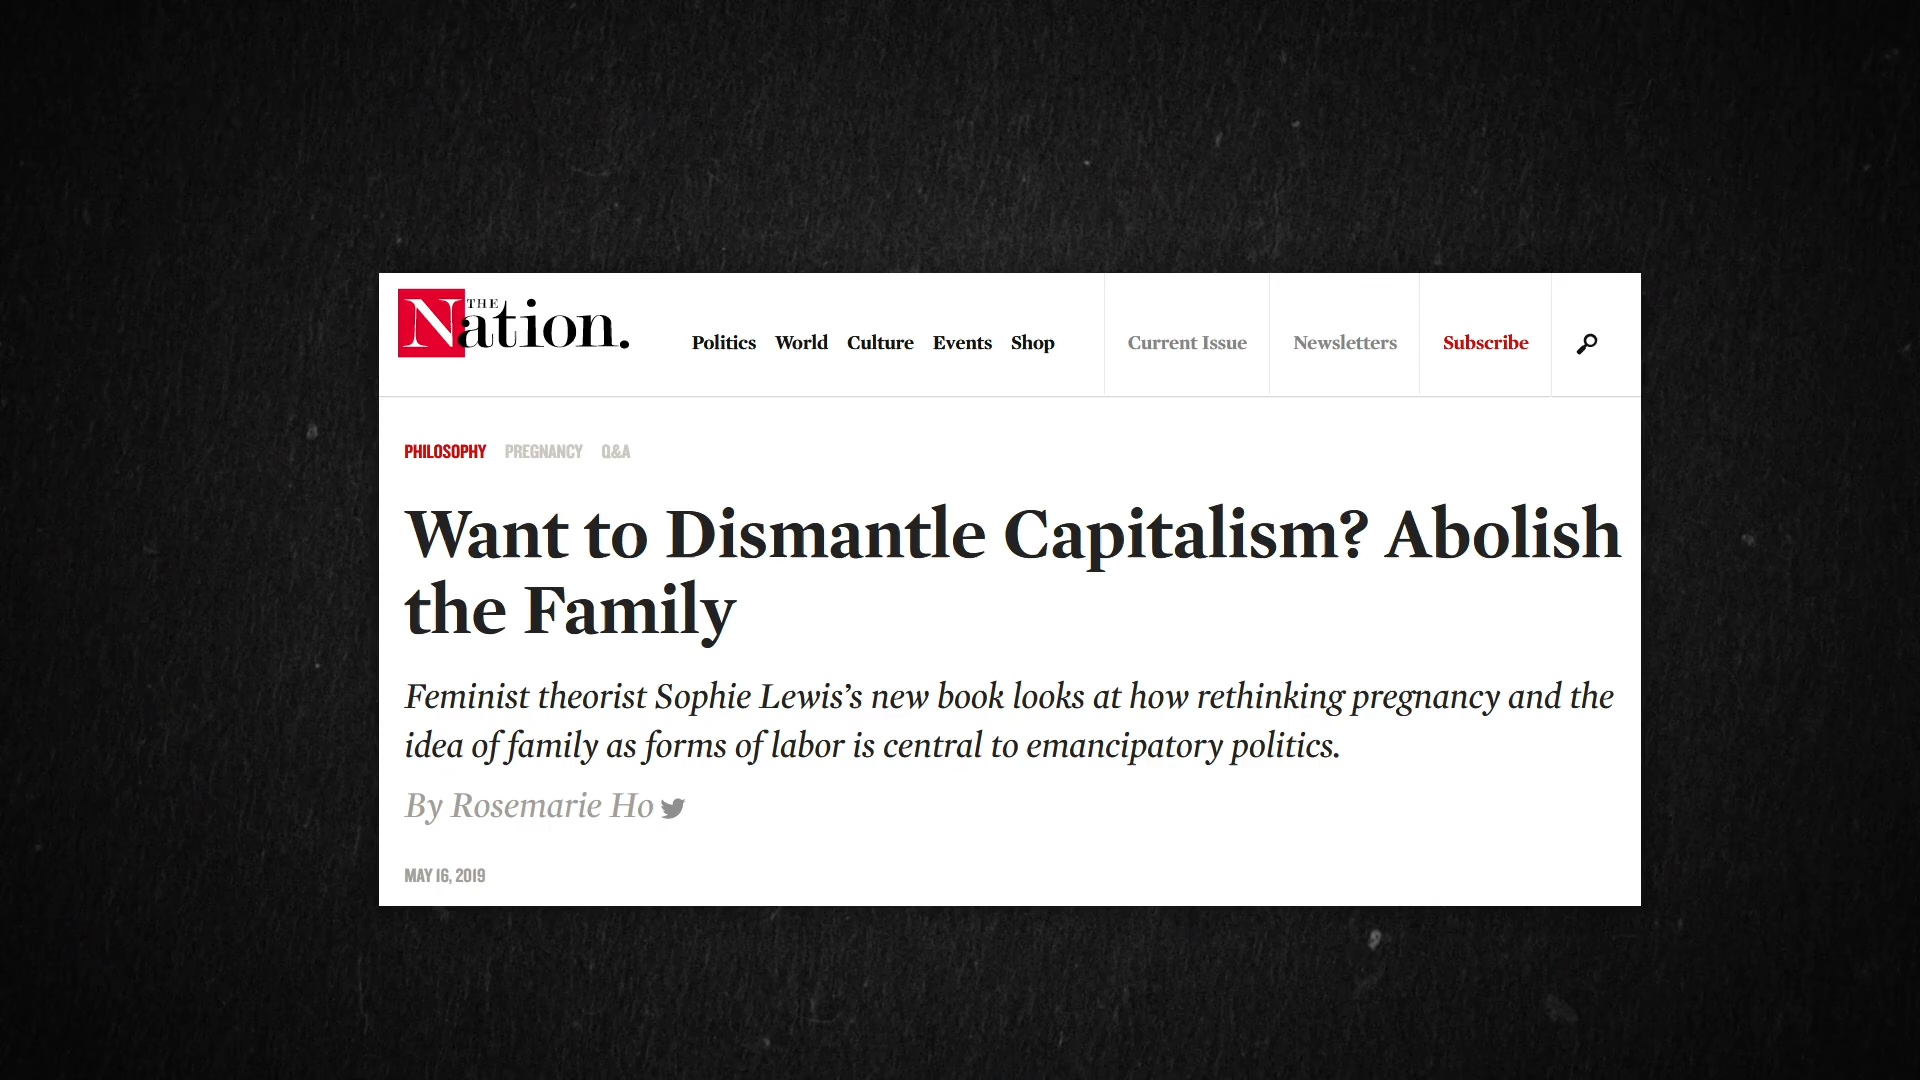 THE Nation.
Politics World Culture Events Shop Current Issue Newsletters Subscribe
PHILOSOPHY PREGNANCY Q&A
Want to Dismantle Capitalism? Abolish
the Family
Feminist theorist Sophie Lewis’s new book looks at how rethinking pregnancy and the
idea of family as forms of labor is central to emancipatory politics.
By Rosemarie Ho
MAY 16, 2019